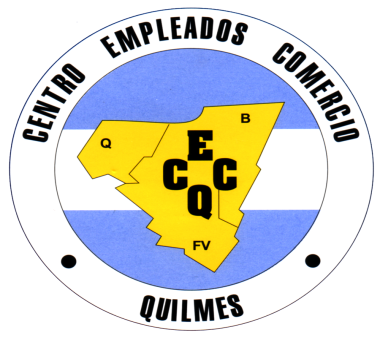 CENTRO EMPLEADOS COMERCIO
B
Q
E
C C
Q
FV
QUILMES